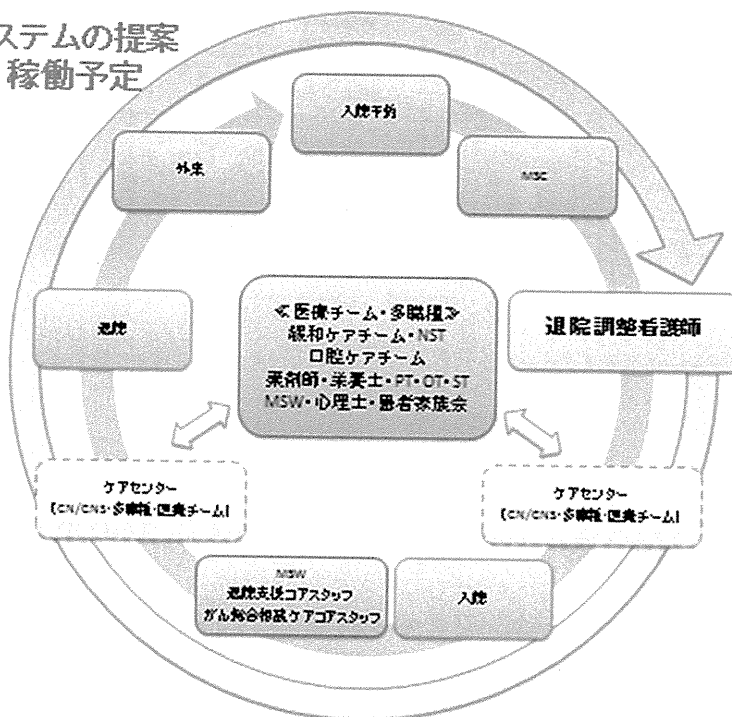 ステムの提案
稼働予定
入院予約
外来
MSC
≪医療チーム・多職種≫
緩和ケアチーム・NST
口腔ケアチーム
薬剤師・栄養士・PT・OT・ST
MSW・心理士・患者家族会
退院
退院調整看護師
ケアセンター
[CN/CNS・多職種・医療チーム]
ケアセンター
[CN/CNS・多職種・医療チーム]
MSW
退院支援コアスタッフ
がん総合相談ケアコアスタッフ
入院